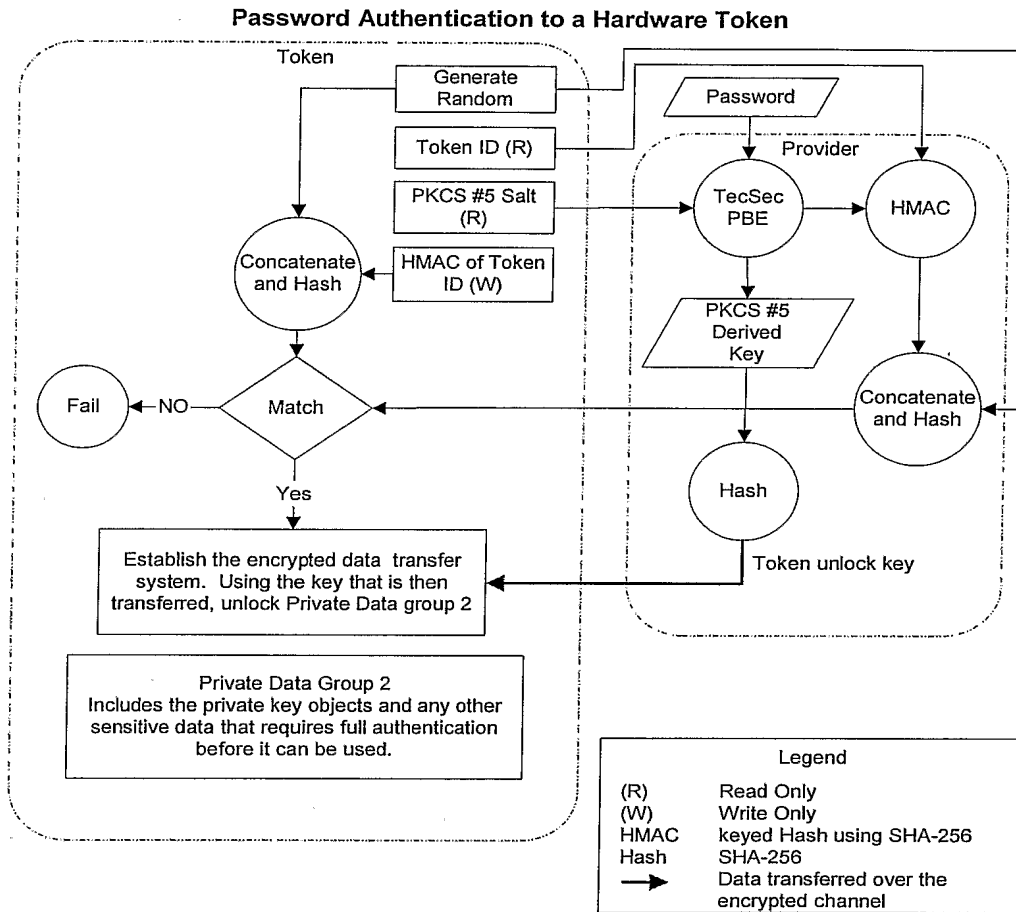 Password Authentication to a Hardware Token
Token
Generate
Random
Password
Token ID (R)
Provider
PKCS #5 Salt
(R)
TecSec
PBE
HMAC
Concatenate
and Hash
HMAC of Token
ID (W)
PKCS #5
Derived
Key
Fail
NO
Match
Concatenate
and Hash
Yes
Hash
Establish the encrypted data transfer
system. Using the key that is then
transferred, unlock Private Data group 2
Token unlock key
Private Data Group 2
Includes the private key objects and any other
sensitive data that requires full authentication
before it can be used.
Legend
(R) Read Only
(W) Write Only
HMAC keyed Hash using SHA-256
Hash SHA-256
Data transferred over the
encrypted channel